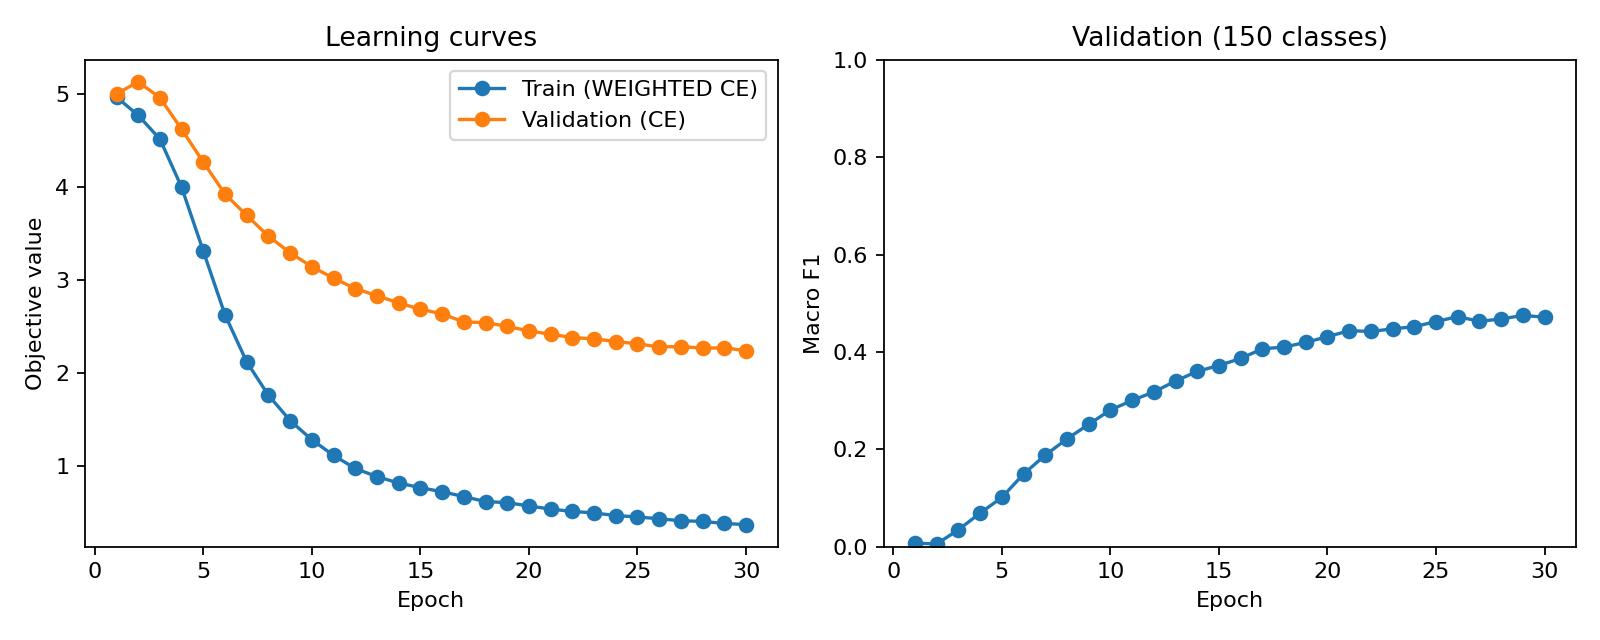 Learning curves
Train (WEIGHTED CE)
Validation (CE)
Objective value
5
4
3
2
1
0 5 10 15 20 25 30
Epoch
Validation (150 classes)
Macro F1
1.0
0.8
0.6
0.4
0.2
0.0
0 5 10 15 20 25 30
Epoch